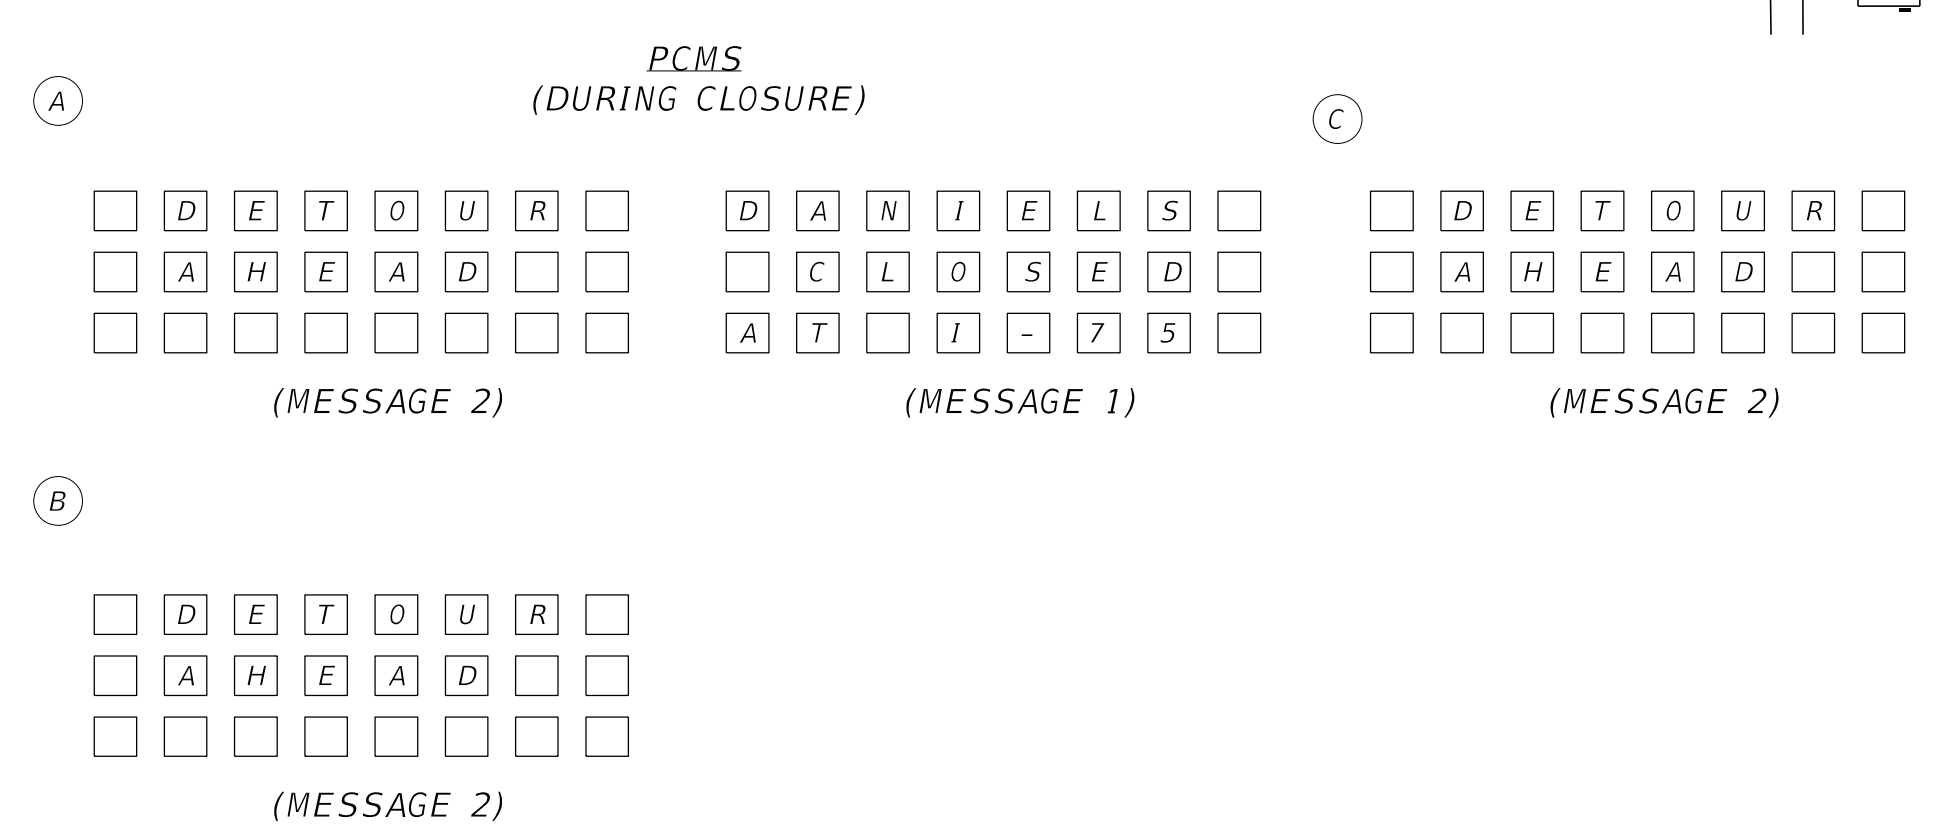 PCMS
(DURING CLOSURE)
A
DETOUR
AHEAD
(MESSAGE 2)
DANIELS
CLOSED
AT I-75
(MESSAGE 1)
C
DETOUR
AHEAD
(MESSAGE 2)
B
DETOUR
AHEAD
(MESSAGE 2)